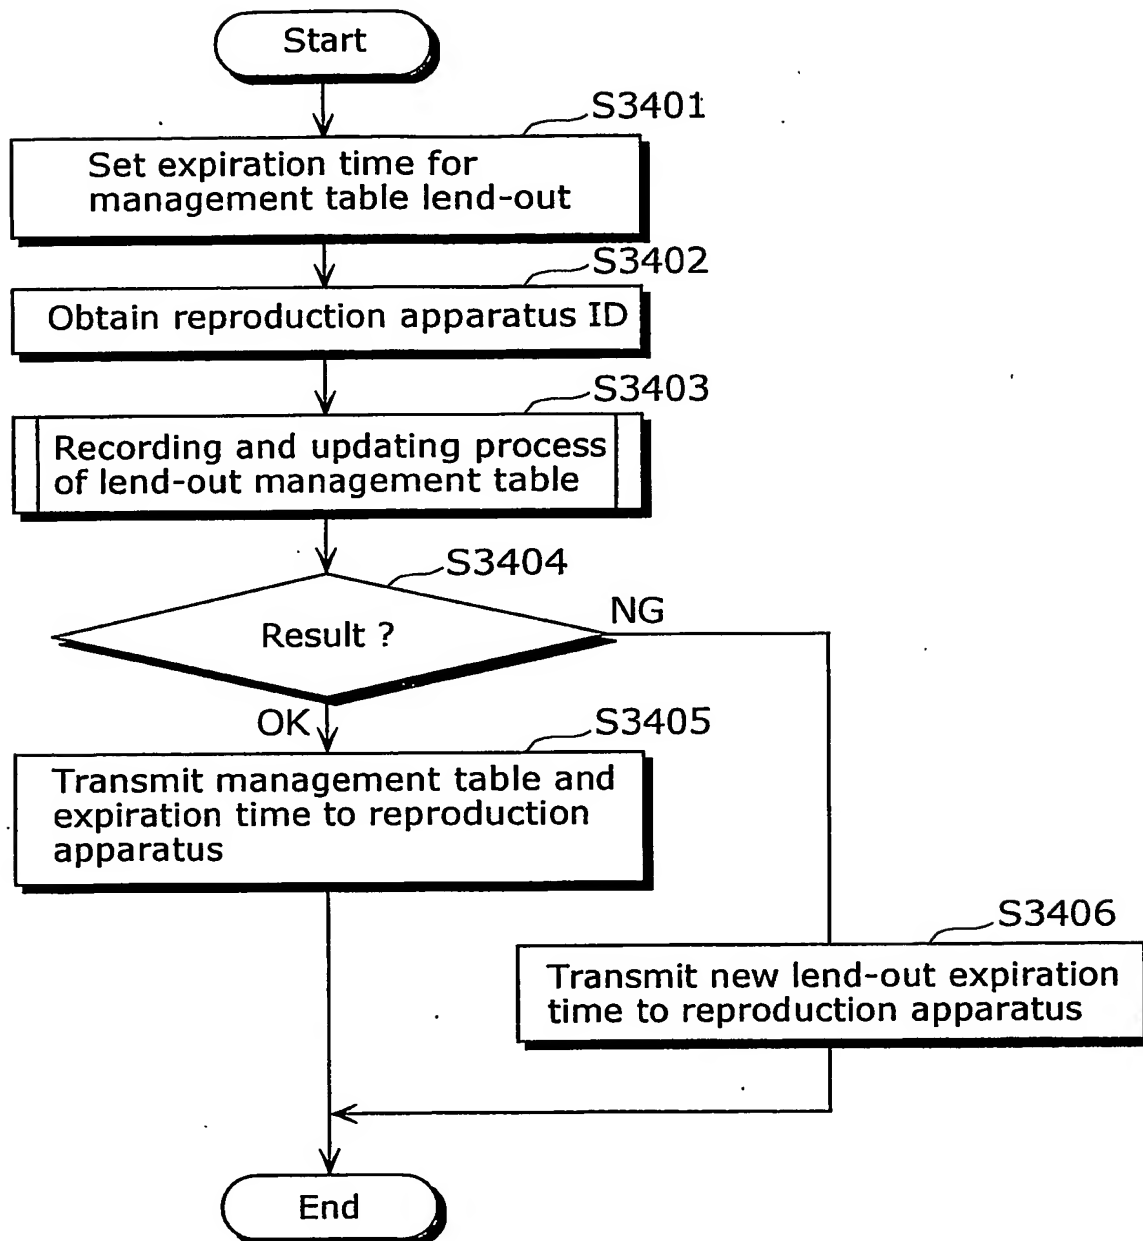 Start
S3401
Set expiration time for
management table lend-out
S3402
Obtain reproduction apparatus ID
S3403
Recording and updating process
of lend-out management table
S3404
Result ?
NG
OK
S3405
Transmit management table and
expiration time to reproduction
apparatus
S3406
Transmit new lend-out expiration
time to reproduction apparatus
End